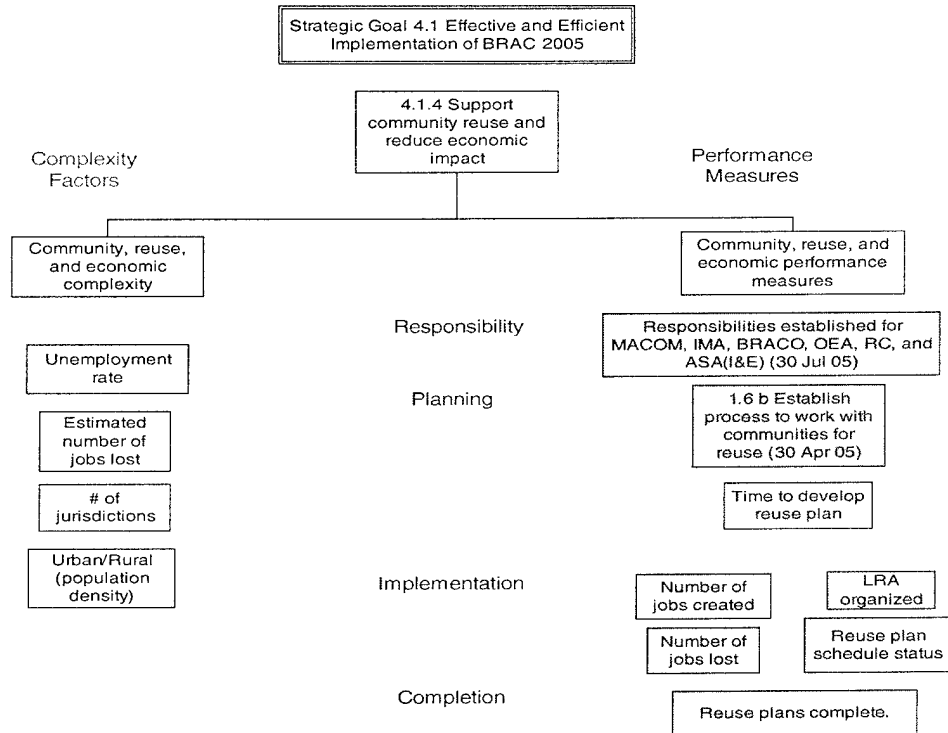 Strategic Goal 4.1 Effective and Efficient
Implementation of BRAC 2005
4.1.4 Support
community reuse and
reduce economic
impact
Complexity
Factors
Performance
Measures
Community, reuse,
and economic
complexity
Community, reuse, and
economic performance
measures
Responsibility
Responsibilities established for
MACOM, IMA, BRACO, OEA, RC, and
ASA(I&E) (30 Jul 05)
Unemployment
rate
Planning
1.6 b Establish
process to work with
communities for
reuse (30 Apr 05)
Estimated
number of
jobs lost
# of
jurisdictions
Time to develop
reuse plan
Urban/Rural
(population
density)
Implementation
Number of
jobs created
LRA
organized
Number of
jobs lost
Reuse plan
schedule status
Completion
Reuse plans complete.